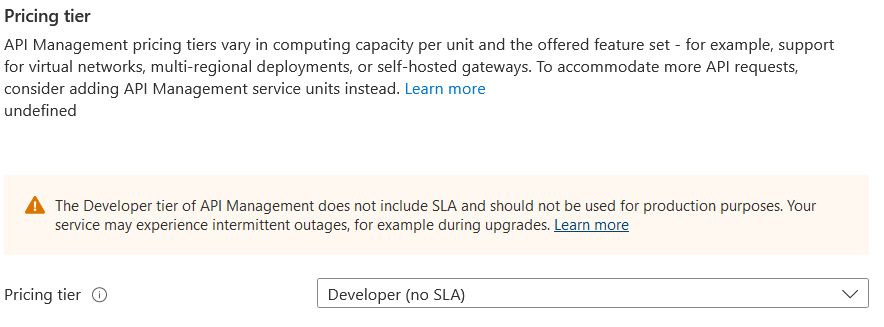 Pricing tier
API Management pricing tiers vary in computing capacity per unit and the offered feature set - for example, support
for virtual networks, multi-regional deployments, or self-hosted gateways. To accommodate more API requests,
consider adding API Management service units instead. Learn more
undefined
The Developer tier of API Management does not include SLA and should not be used for production purposes. Your
service may experience intermittent outages, for example during upgrades. Learn more
Pricing tier
Developer (no SLA)